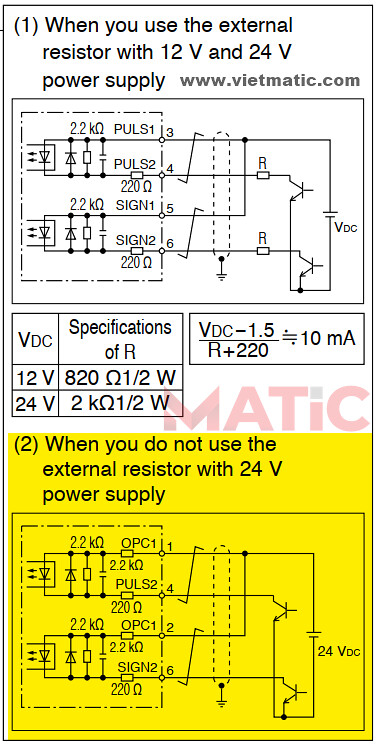 (1) When you use the external
resistor with 12 V and 24 V
power supply www.vietmatic.com
2.2 kΩ PULS1 3
PULS2 4
220 Ω R
2.2 kΩ SIGN1 5
VDC
SIGN2 6
220 Ω R
VDC Specifications
of R
12 V 820 Ω1/2 W
24 V 2 kΩ1/2 W
VDC−1.5
R+220
≒10 mA
MATiC
(2) When you do not use the
external resistor with 24 V
power supply
2.2 kΩ OPC1 1
2.2 kΩ
PULS2 4
220 Ω
2.2 kΩ OPC1 2
2.2 kΩ
24 VDC
SIGN2 6
220 Ω